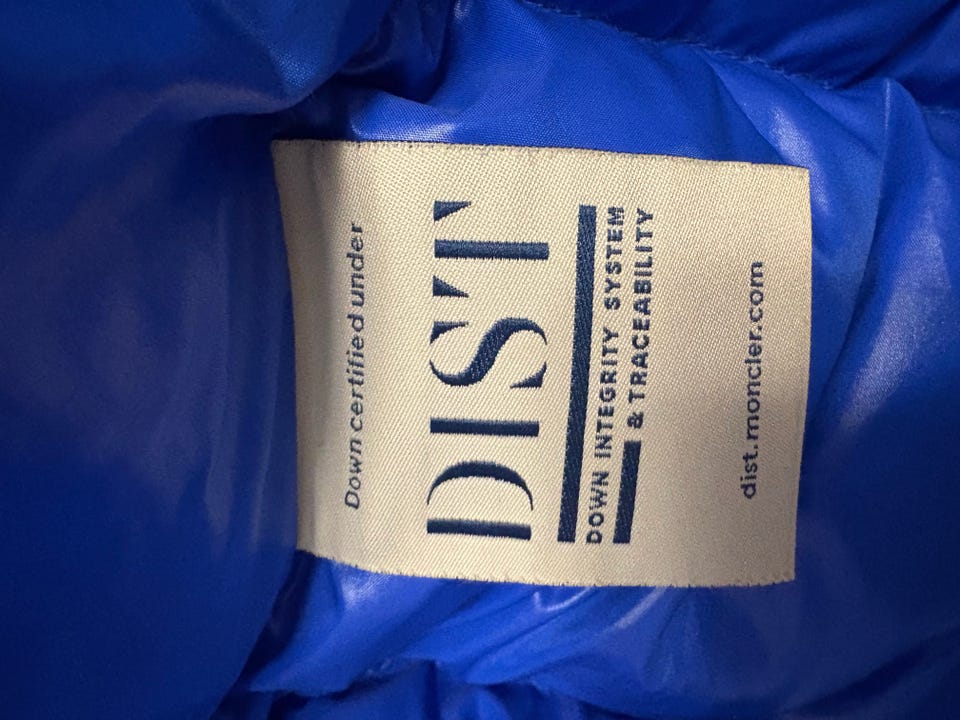 Down certified under
DIST
DOWN INTEGRITY SYSTEM
& TRACEABILITY
dist.moncler.com